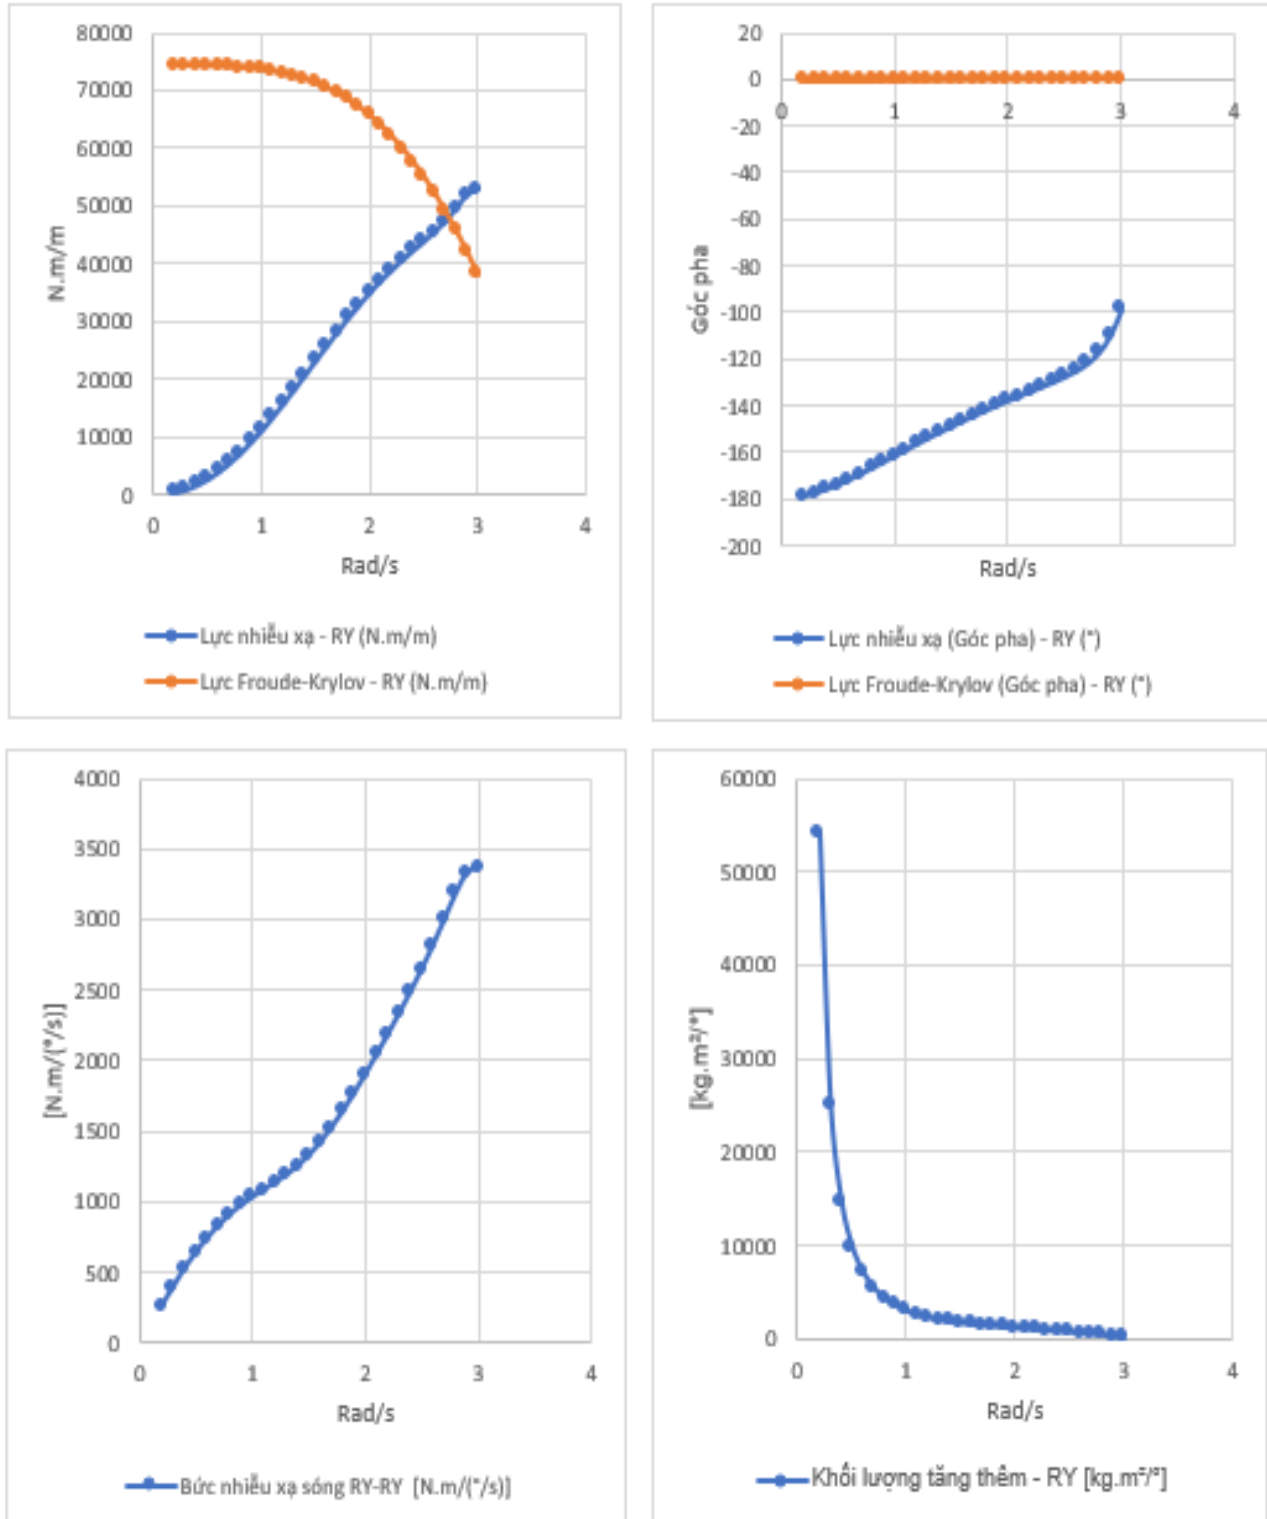 80000
70000
60000
50000
40000
30000
20000
10000
0
N.m/m
0 1 2 3 4
Rad/s
Lực nhiễu xạ - RY (N.m/m)
Lực Froude-Krylov - RY (N.m/m)
20
0
-20
-40
-60
-80
-100
-120
-140
-160
-180
-200
Góc pha
0 1 2 3 4
Rad/s
Lực nhiễu xạ (Góc pha) - RY (°)
Lực Froude-Krylov (Góc pha) - RY (°)
4000
3500
3000
2500
2000
1500
1000
500
0
[N.m/(°/s)]
0 1 2 3 4
Rad/s
Bức nhiễu xạ sóng RY-RY [N.m/(°/s)]
60000
50000
40000
30000
20000
10000
0
[kg.m²/°]
0 1 2 3 4
Rad/s
Khối lượng tăng thêm - RY [kg.m²/°]